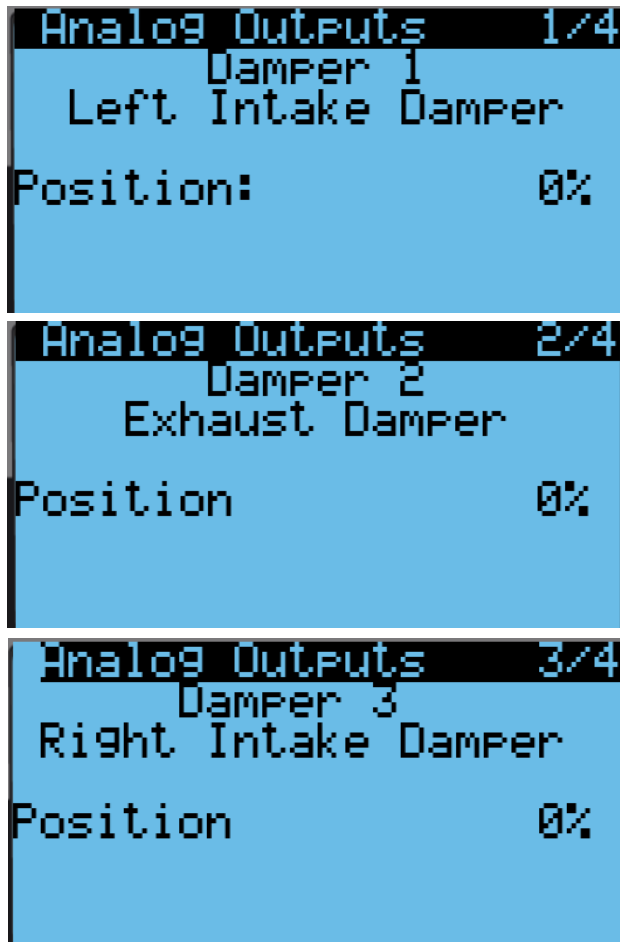 Analog Outputs 1/4
Damper 1
Left Intake Damper
Position: 0%
Analog Outputs 2/4
Damper 2
Exhaust Damper
Position 0%
Analog Outputs 3/4
Damper 3
Right Intake Damper
Position 0%